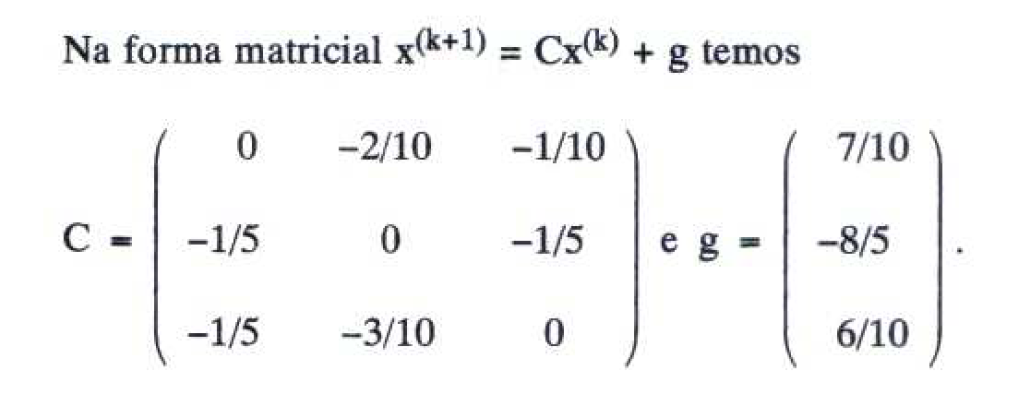 Na forma matricial x^(k+1) = Cx^(k) + g temos
0 −2/10 −1/10 7/10
C = −1/5 0 −1/5 e g = −8/5 .
−1/5 −3/10 0 6/10